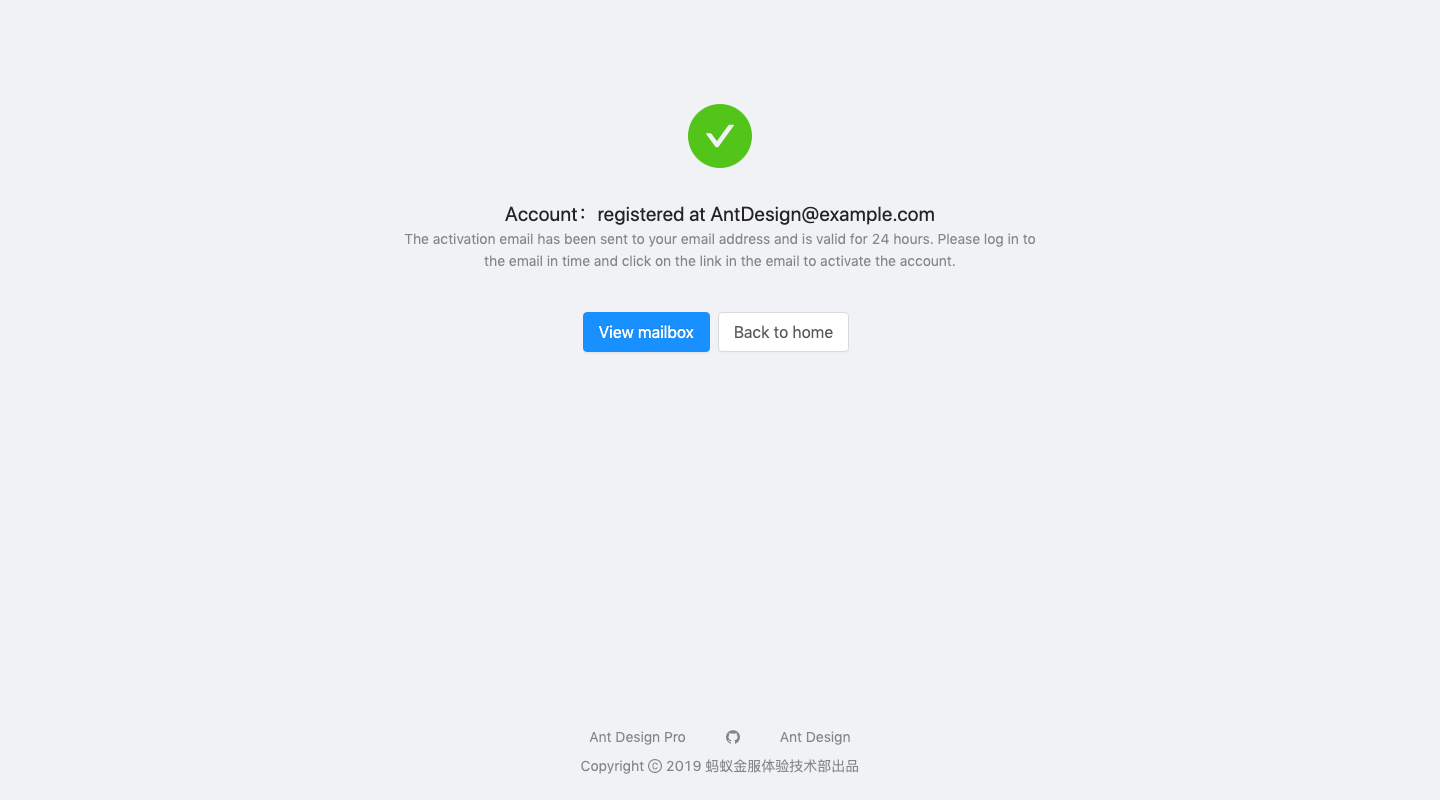 Account：registered at AntDesign@example.com
The activation email has been sent to your email address and is valid for 24 hours. Please log in to
the email in time and click on the link in the email to activate the account.
View mailbox Back to home
Ant Design Pro Ant Design
Copyright © 2019 蚂蚁金服体验技术部出品